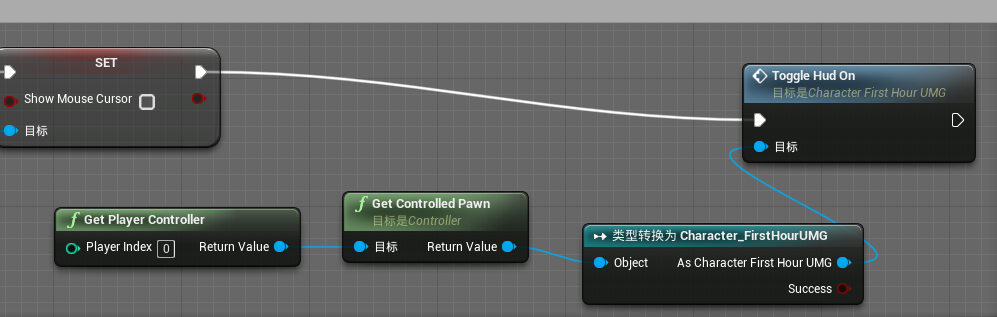 SET
Show Mouse Cursor
目标
Toggle Hud On
目标是Character First Hour UMG
目标
Get Player Controller
Player Index 0 Return Value
Get Controlled Pawn
目标是Controller
目标 Return Value
类型转换为 Character_FirstHourUMG
Object As Character First Hour UMG
Success